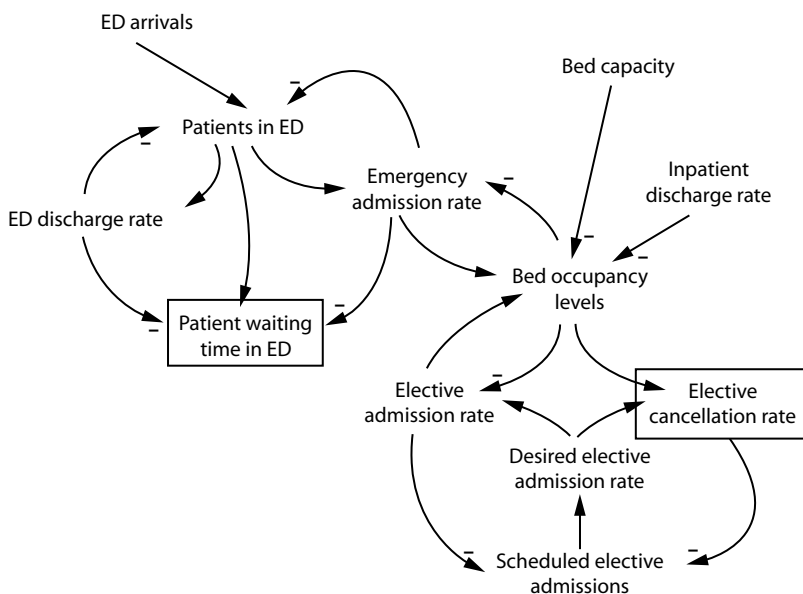 ED arrivals
Bed capacity
–
Patients in ED
–
Emergency
admission rate
–
Inpatient
discharge rate
ED discharge rate
–
–
Bed occupancy
levels
–
–
Patient waiting
time in ED
–
Elective
admission rate
Elective
cancellation rate
Desired elective
admission rate
–
–
Scheduled elective
admissions